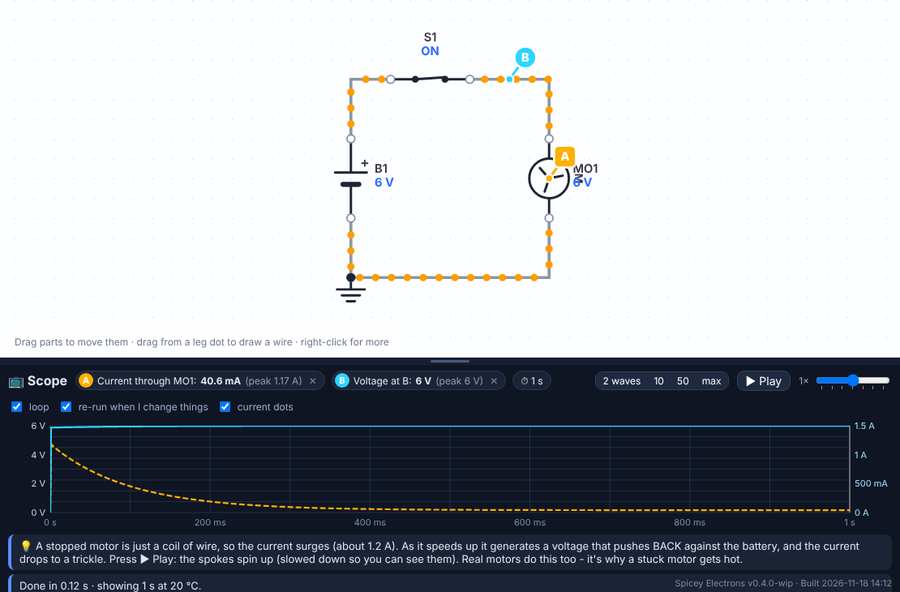 S1
ON
B
+
B1
6 V
A
MO1
6 V
M
Drag parts to move them · drag from a leg dot to draw a wire · right-click for more
📺 Scope
A Current through MO1: 40.6 mA (peak 1.17 A) ×
B Voltage at B: 6 V (peak 6 V) ×
⏱ 1 s
2 waves 10 50 max
▶ Play
1×
loop
re-run when I change things
current dots
6 V
4 V
2 V
0 V
1.5 A
1 A
500 mA
0 A
0 s 200 ms 400 ms 600 ms 800 ms 1 s
💡 A stopped motor is just a coil of wire, so the current surges (about 1.2 A). As it speeds up it generates a voltage that pushes BACK against the battery, and the current
drops to a trickle. Press ▶ Play: the spokes spin up (slowed down so you can see them). Real motors do this too - it's why a stuck motor gets hot.
Done in 0.12 s · showing 1 s at 20 °C.
Spicey Electrons v0.4.0-wip · Built 2026-11-18 14:12